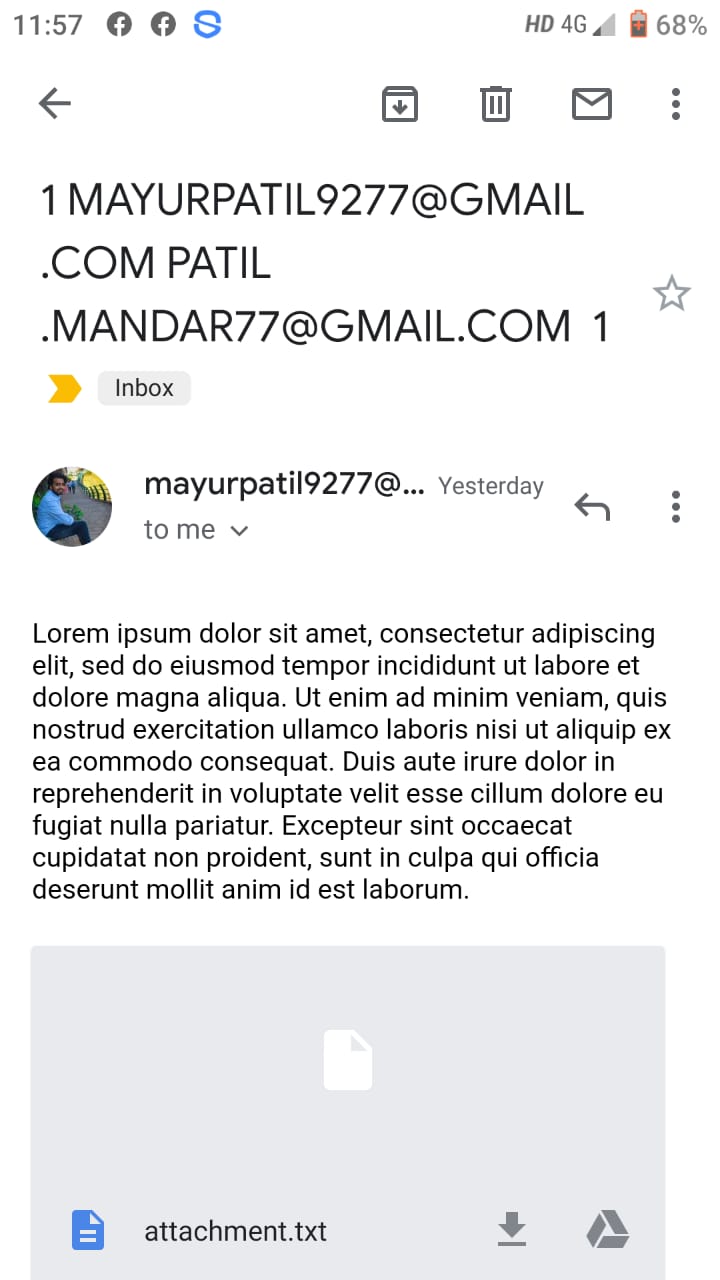 11:57 HD 4G 68%
1 MAYURPATIL9277@GMAIL
.COM PATIL
.MANDAR77@GMAIL.COM 1
Inbox
mayurpatil9277@... Yesterday
to me
Lorem ipsum dolor sit amet, consectetur adipiscing
elit, sed do eiusmod tempor incididunt ut labore et
dolore magna aliqua. Ut enim ad minim veniam, quis
nostrud exercitation ullamco laboris nisi ut aliquip ex
ea commodo consequat. Duis aute irure dolor in
reprehenderit in voluptate velit esse cillum dolore eu
fugiat nulla pariatur. Excepteur sint occaecat
cupidatat non proident, sunt in culpa qui officia
deserunt mollit anim id est laborum.
attachment.txt